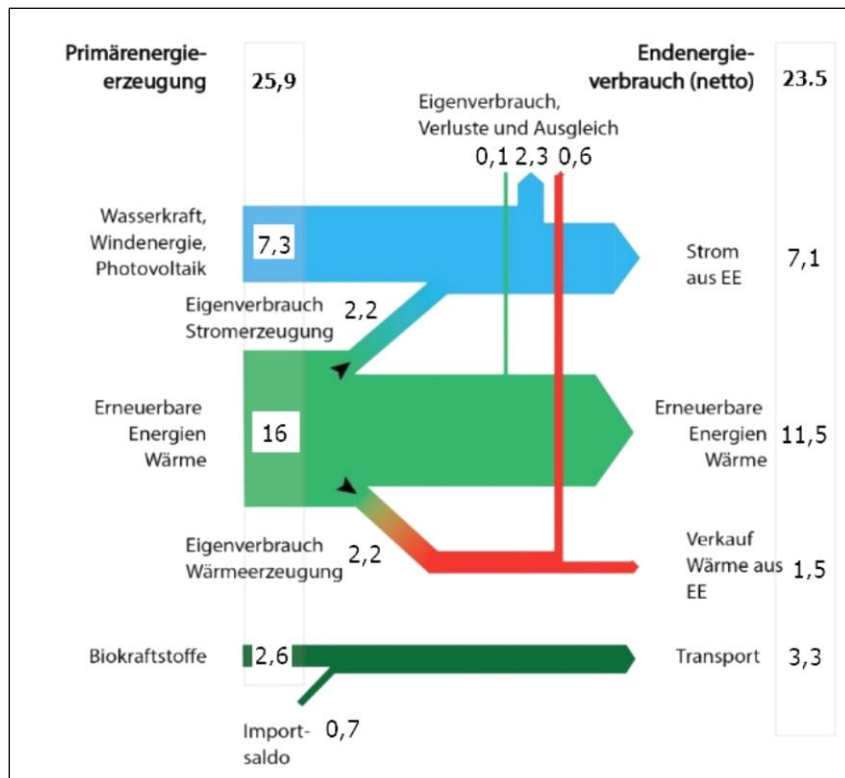 Primärenergie-
erzeugung
25,9
Endenergie-
verbrauch (netto)
23.5
Eigenverbrauch,
Verluste und Ausgleich
0,1 2,3 0,6
Wasserkraft,
Windenergie,
Photovoltaik
7,3
Strom
aus EE
7,1
Eigenverbrauch
Stromerzeugung
2,2
Erneuerbare
Energien
Wärme
16
Erneuerbare
Energien
Wärme
11,5
Eigenverbrauch
Wärmeerzeugung
2,2
Verkauf
Wärme aus
EE
1,5
Biokraftstoffe
2,6
Transport
3,3
Import-
saldo
0,7